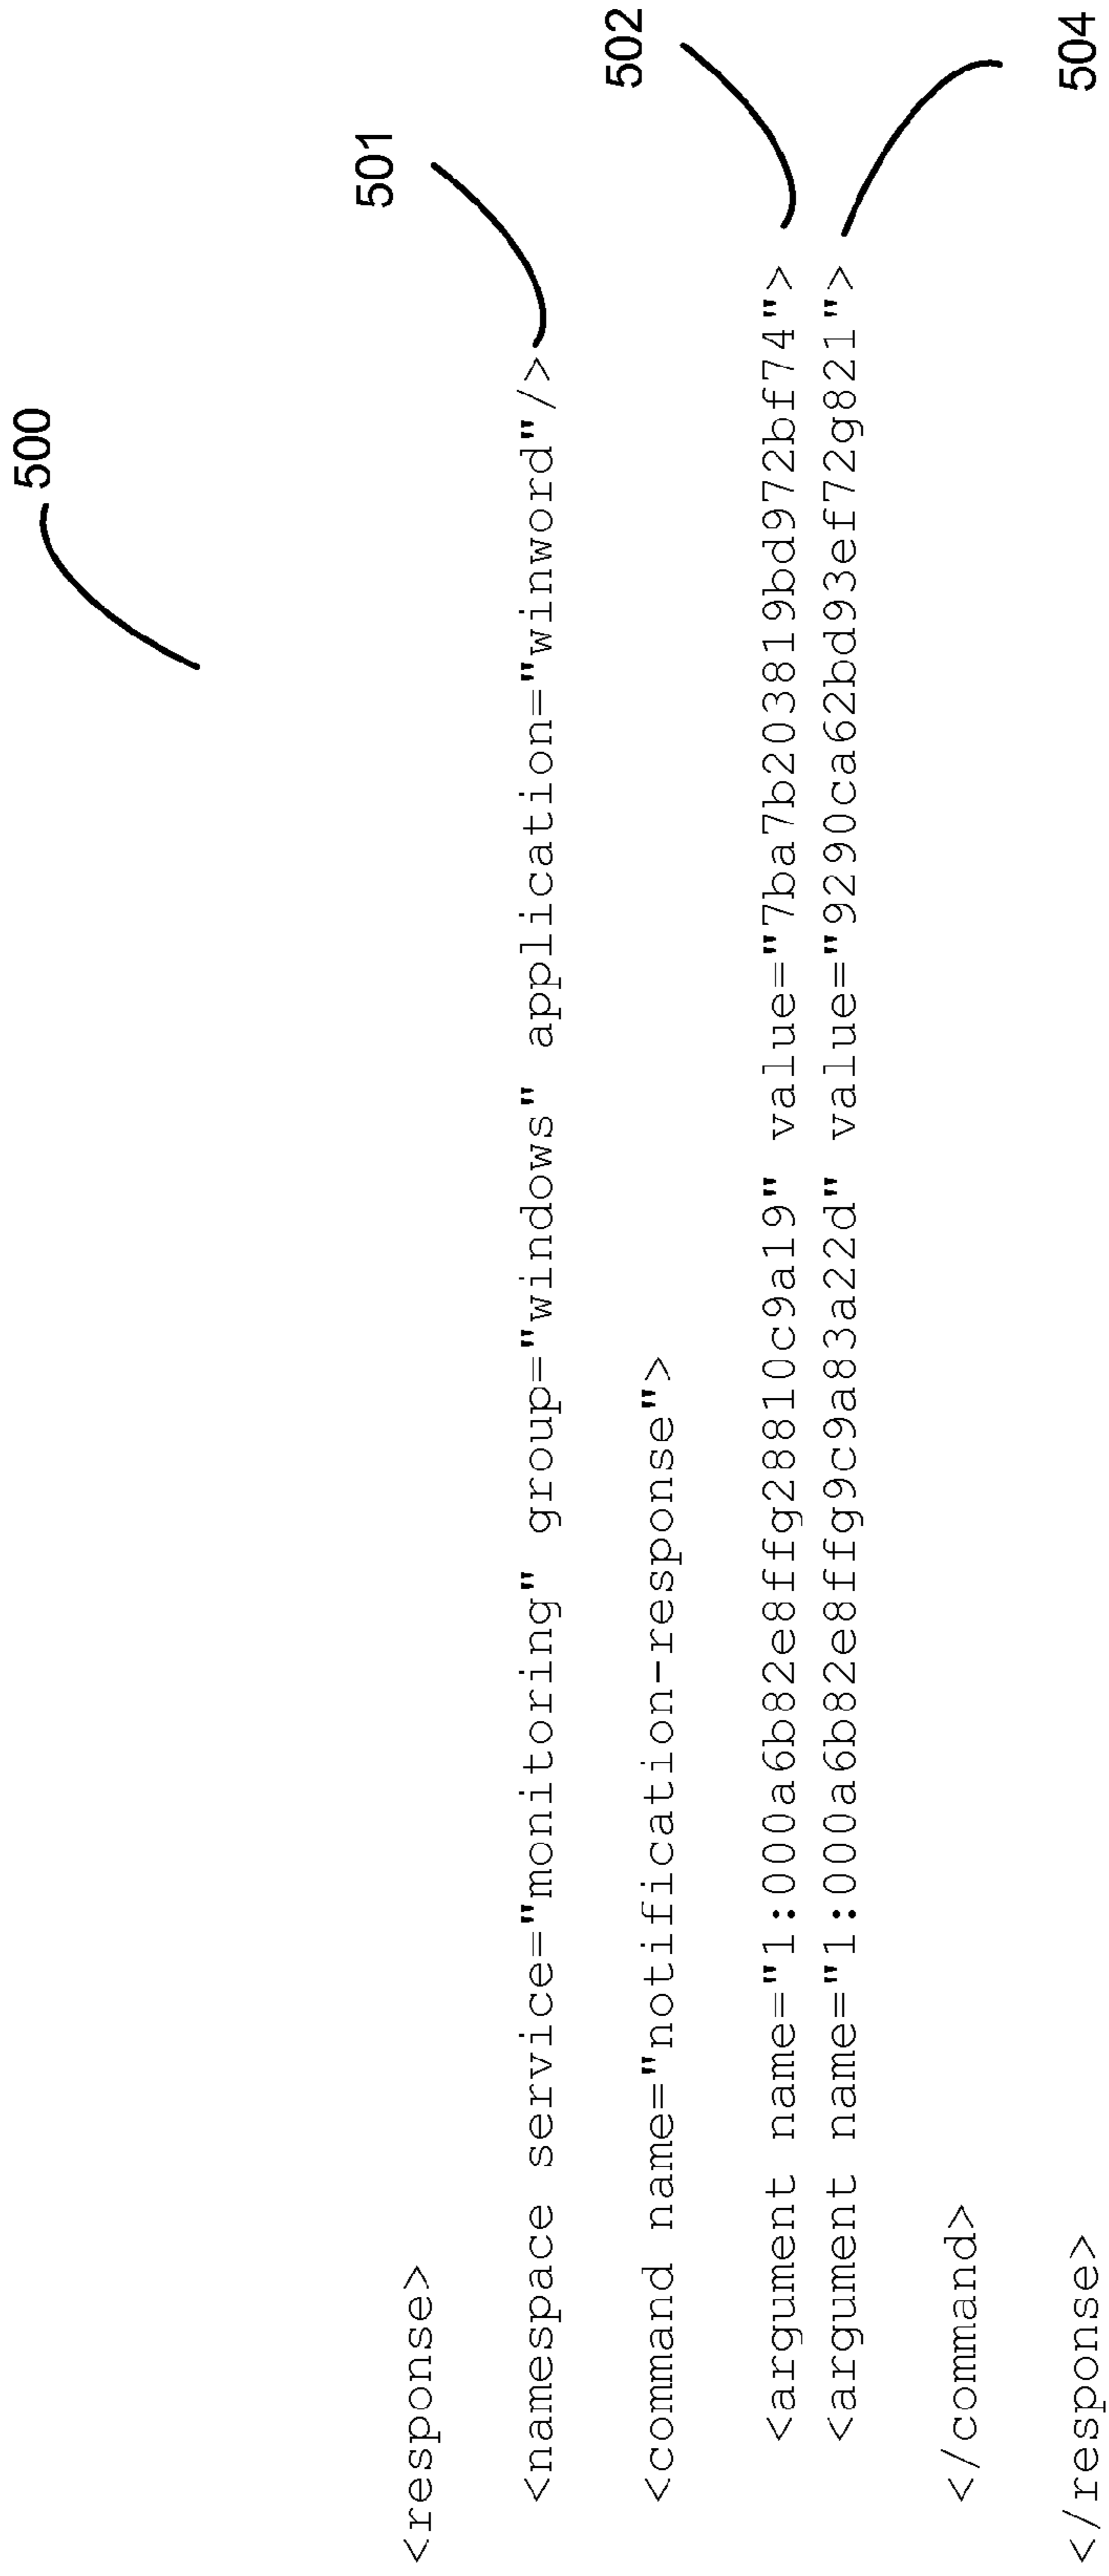 500
<response>
501
<namespace service="monitoring" group="windows" application="winword"/>
<command name="notification-response">
502
<argument name="1:000a6b82e8ffg28810c9a19" value="7ba7b203819bd972bf74">
<argument name="1:000a6b82e8ffg9c9a83a22d" value="9290ca62bd93ef72g821">
504
</command>
</response>